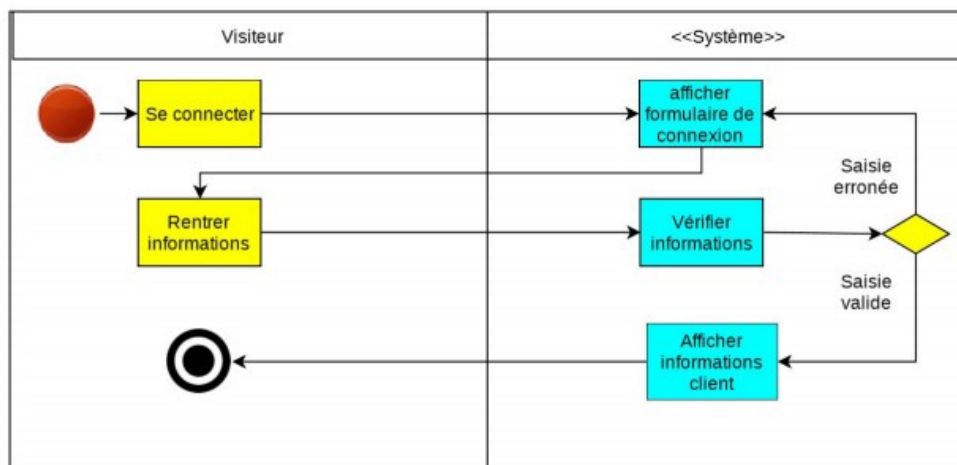 Visiteur
<<Système>>
Se connecter
afficher
formulaire de
connexion
Saisie
erronée
Rentrer
informations
Vérifier
informations
Saisie
valide
Afficher
informations
client